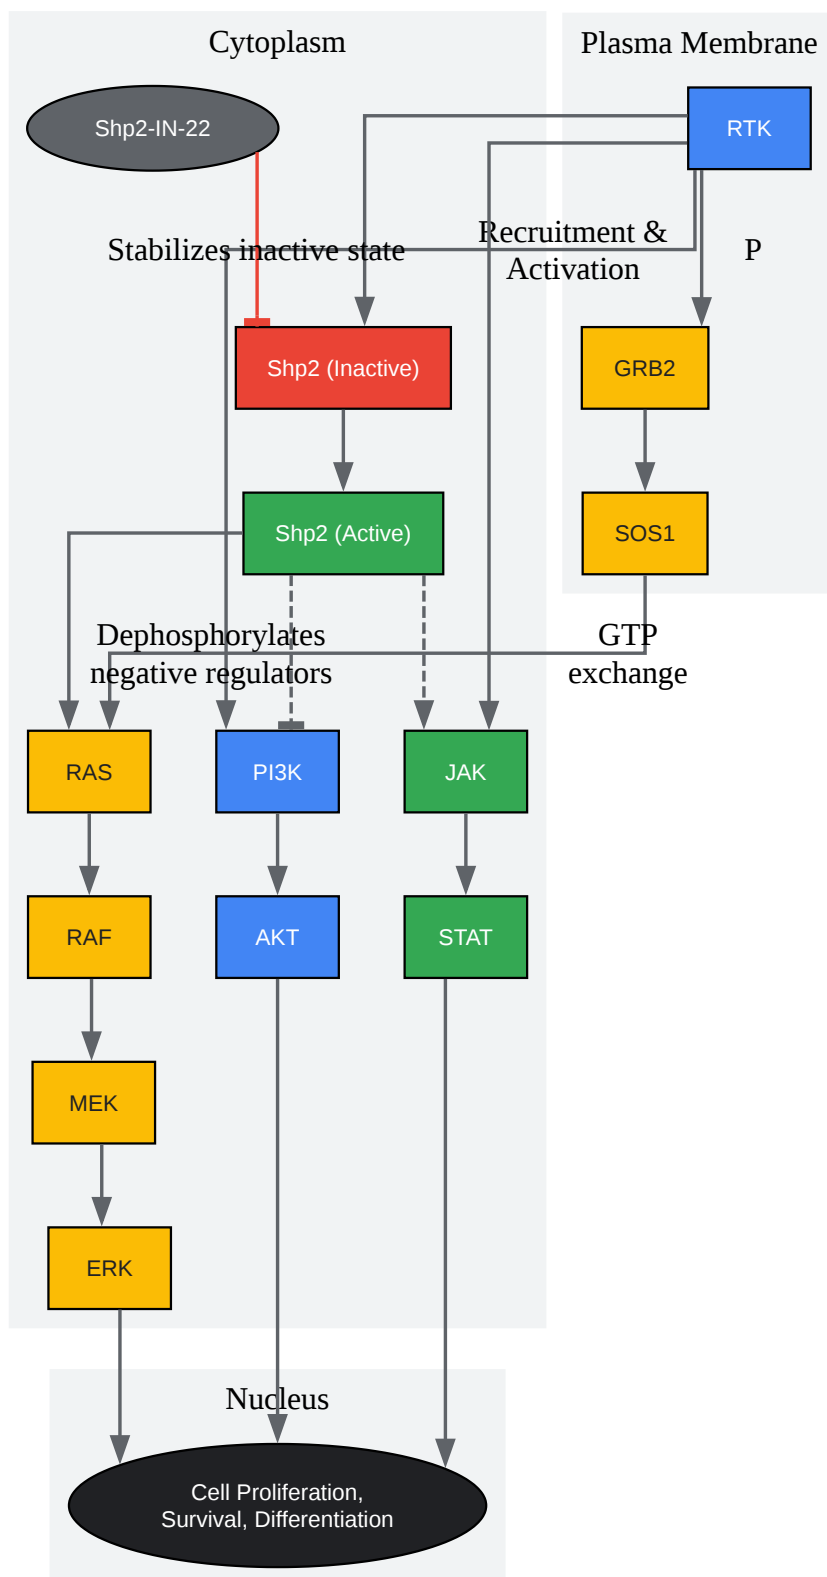 Cytoplasm
Plasma Membrane
Shp2-IN-22
RTK
Stabilizes inactive state
Recruitment &
Activation
P
Shp2 (Inactive)
GRB2
Shp2 (Active)
SOS1
Dephosphorylates
negative regulators
GTP
exchange
RAS
PI3K
JAK
RAF
AKT
STAT
MEK
ERK
Nucleus
Cell Proliferation,
Survival, Differentiation